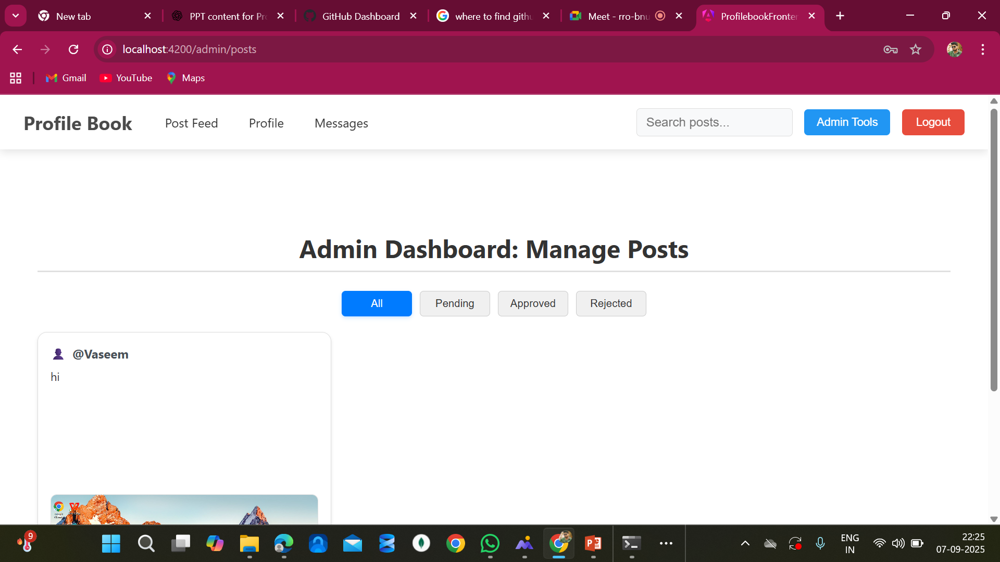 New tab
PPT content for Pro
GitHub Dashboard
where to find githu
Meet - rro-bnu
ProfilebookFronten
localhost:4200/admin/posts
Gmail
YouTube
Maps
Profile Book
Post Feed
Profile
Messages
Search posts...
Admin Tools
Logout
Admin Dashboard: Manage Posts
All
Pending
Approved
Rejected
@Vaseem
hi
9
ENG
IN
22:25
07-09-2025